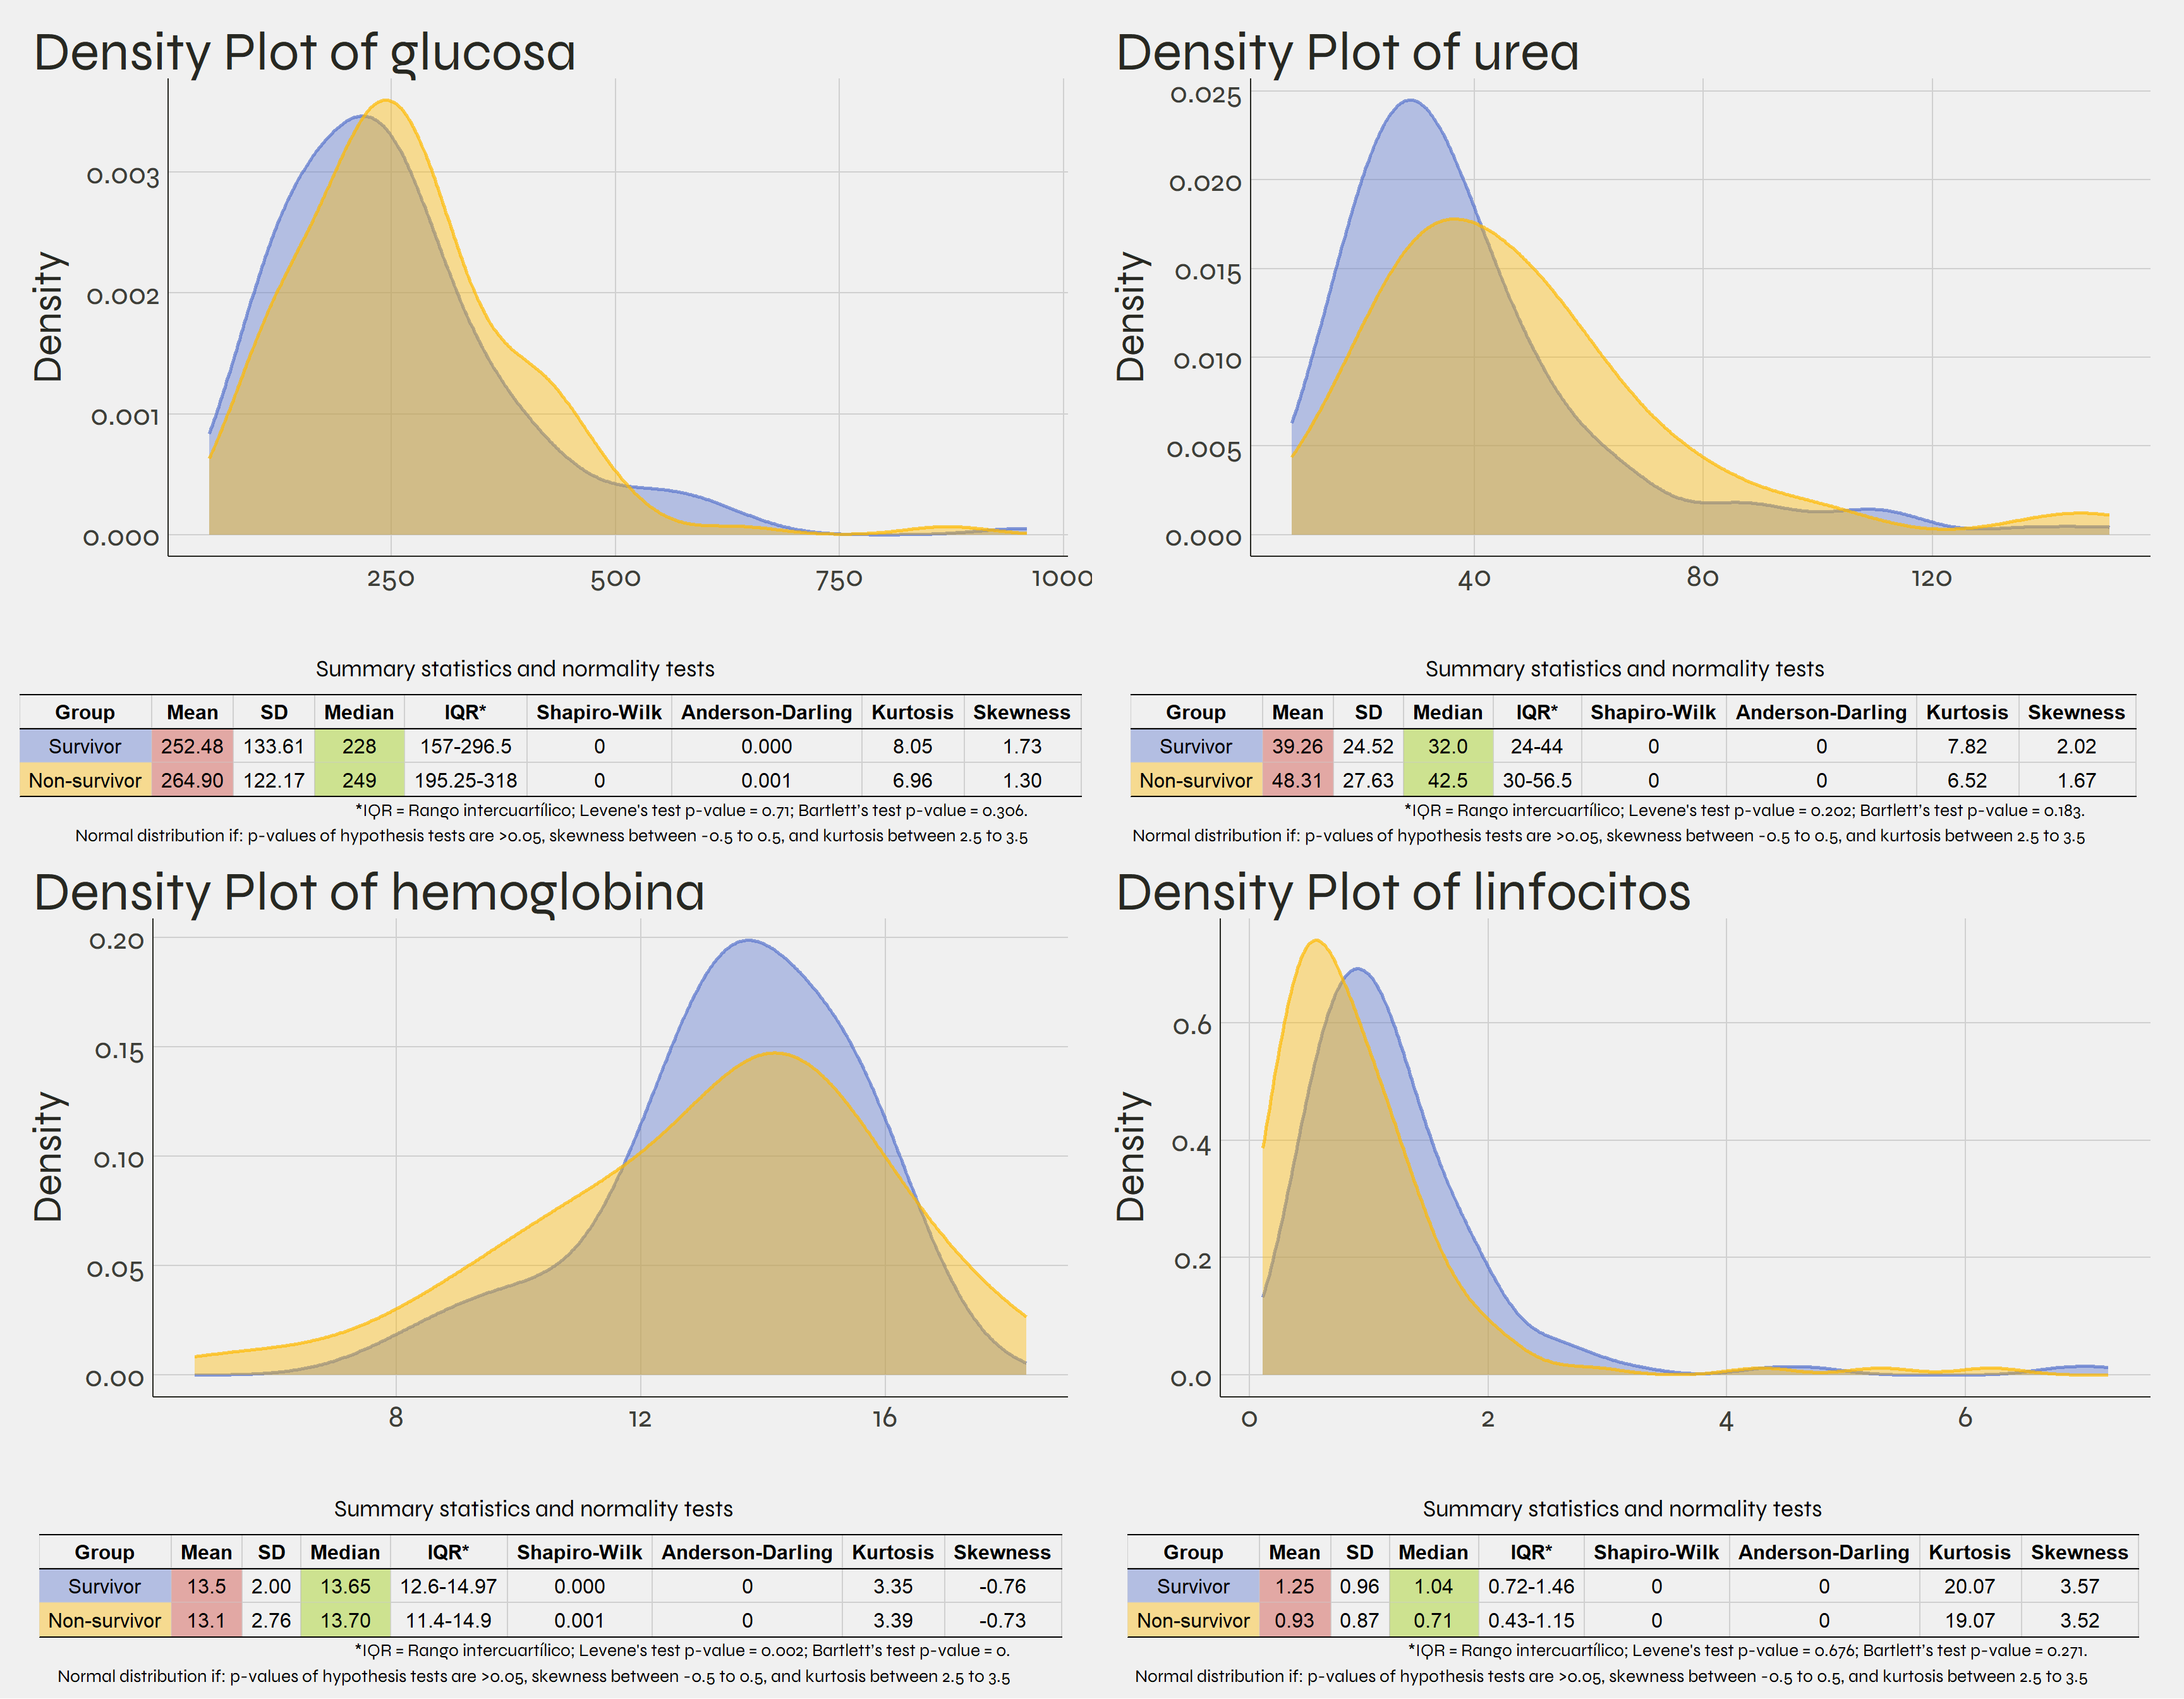 Density Plot of glucosa
Density
0.003
0.002
0.001
0.000
250 500 750 1000
Summary statistics and normality tests
Group Mean SD Median IQR* Shapiro-Wilk Anderson-Darling Kurtosis Skewness
Survivor 252.48 133.61 228 157-296.5 0 0.000 8.05 1.73
Non-survivor 264.90 122.17 249 195.25-318 0 0.001 6.96 1.30
*IQR = Rango intercuartílico; Levene's test p-value = 0.71; Bartlett's test p-value = 0.306.
Normal distribution if: p-values of hypothesis tests are >0.05, skewness between -0.5 to 0.5, and kurtosis between 2.5 to 3.5
Density Plot of urea
Density
0.025
0.020
0.015
0.010
0.005
0.000
40 80 120
Summary statistics and normality tests
Group Mean SD Median IQR* Shapiro-Wilk Anderson-Darling Kurtosis Skewness
Survivor 39.26 24.52 32.0 24-44 0 0 7.82 2.02
Non-survivor 48.31 27.63 42.5 30-56.5 0 0 6.52 1.67
*IQR = Rango intercuartílico; Levene's test p-value = 0.202; Bartlett's test p-value = 0.183.
Normal distribution if: p-values of hypothesis tests are >0.05, skewness between -0.5 to 0.5, and kurtosis between 2.5 to 3.5
Density Plot of hemoglobina
Density
0.20
0.15
0.10
0.05
0.00
8 12 16
Summary statistics and normality tests
Group Mean SD Median IQR* Shapiro-Wilk Anderson-Darling Kurtosis Skewness
Survivor 13.5 2.00 13.65 12.6-14.97 0.000 0 3.35 -0.76
Non-survivor 13.1 2.76 13.70 11.4-14.9 0.001 0 3.39 -0.73
*IQR = Rango intercuartílico; Levene's test p-value = 0.002; Bartlett's test p-value = 0.
Normal distribution if: p-values of hypothesis tests are >0.05, skewness between -0.5 to 0.5, and kurtosis between 2.5 to 3.5
Density Plot of linfocitos
Density
0.6
0.4
0.2
0.0
0 2 4 6
Summary statistics and normality tests
Group Mean SD Median IQR* Shapiro-Wilk Anderson-Darling Kurtosis Skewness
Survivor 1.25 0.96 1.04 0.72-1.46 0 0 20.07 3.57
Non-survivor 0.93 0.87 0.71 0.43-1.15 0 0 19.07 3.52
*IQR = Rango intercuartílico; Levene's test p-value = 0.676; Bartlett's test p-value = 0.271.
Normal distribution if: p-values of hypothesis tests are >0.05, skewness between -0.5 to 0.5, and kurtosis between 2.5 to 3.5